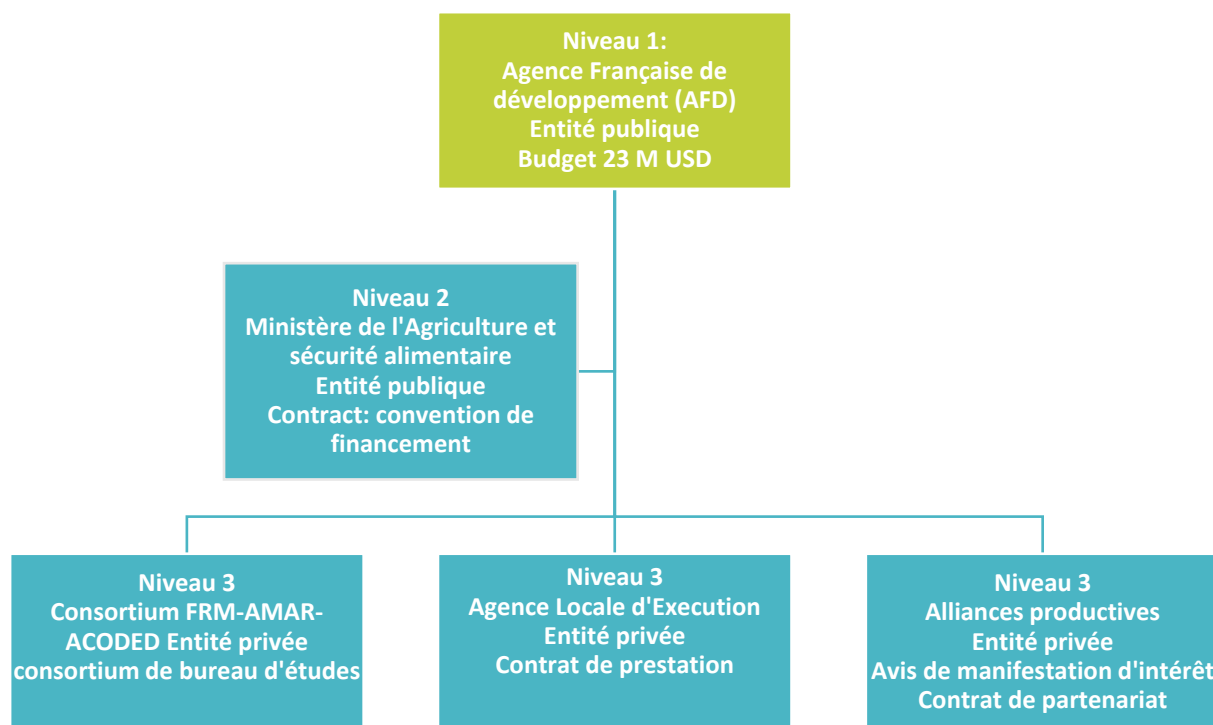 Niveau 1:
Agence Française de
développement (AFD)
Entité publique
Budget 23 M USD
Niveau 2
Ministère de l'Agriculture et
sécurité alimentaire
Entité publique
Contract: convention de
financement
Niveau 3
Consortium FRM-AMAR-
ACODED Entité privée
consortium de bureau d'études
Niveau 3
Agence Locale d'Execution
Entité privée
Contrat de prestation
Niveau 3
Alliances productives
Entité privée
Avis de manifestation d'intérêt
Contrat de partenariat